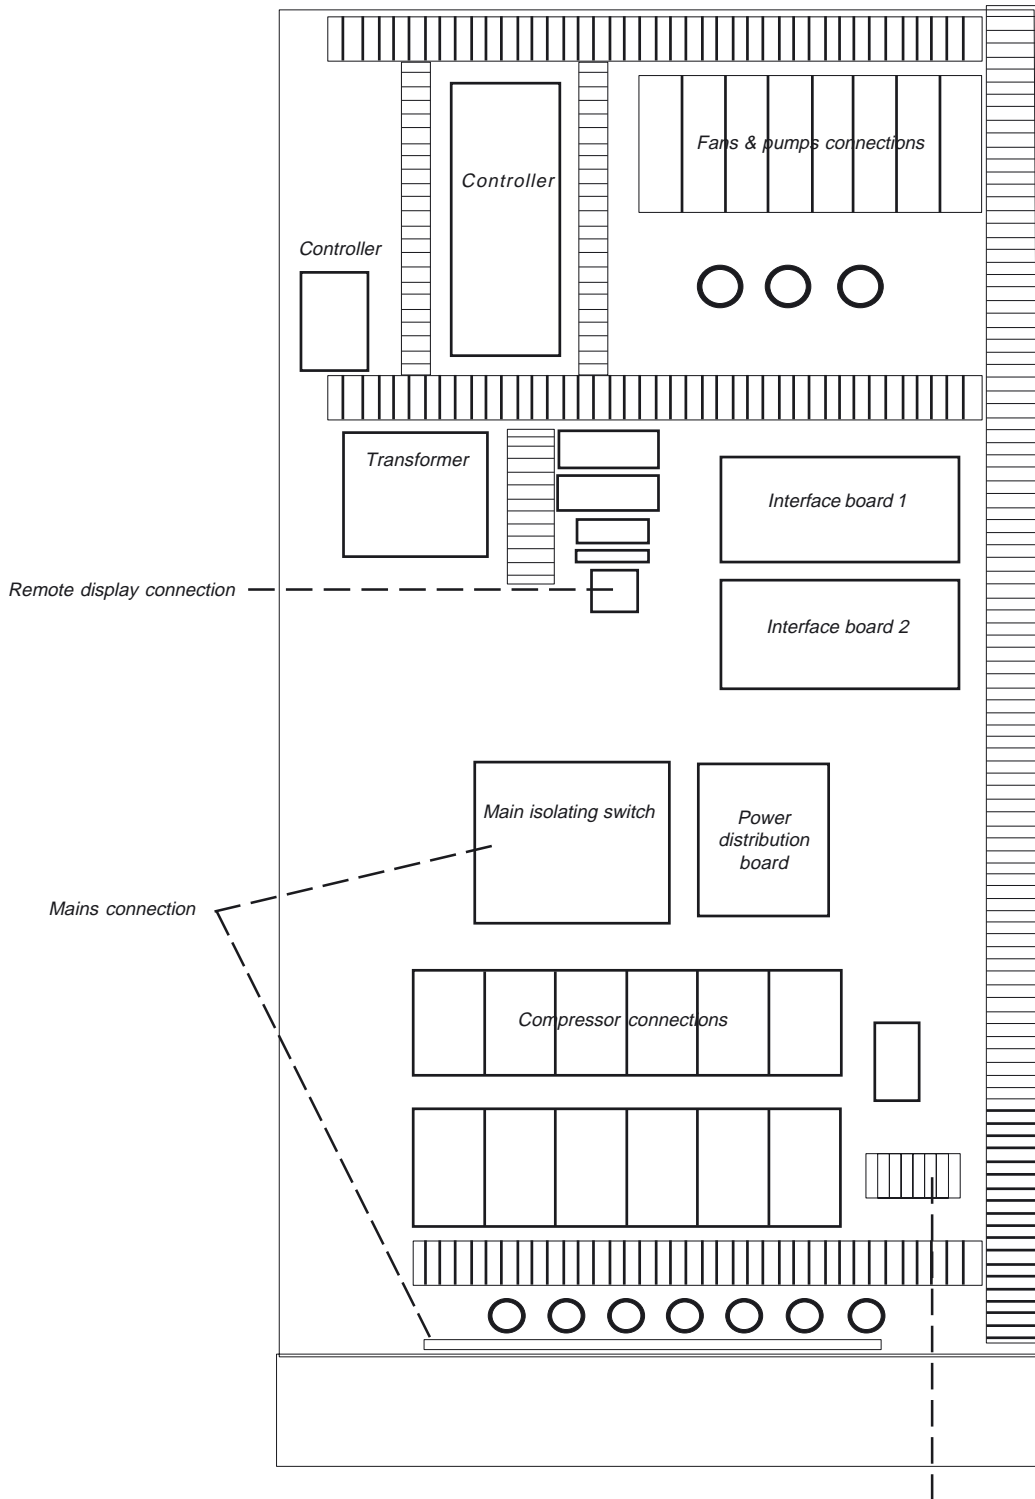 Fans & pumps connections
Controller
Controller
Transformer
Interface board 1
Remote display connection
Interface board 2
Main isolating switch
Power
distribution
board
Mains connection
Compressor connections